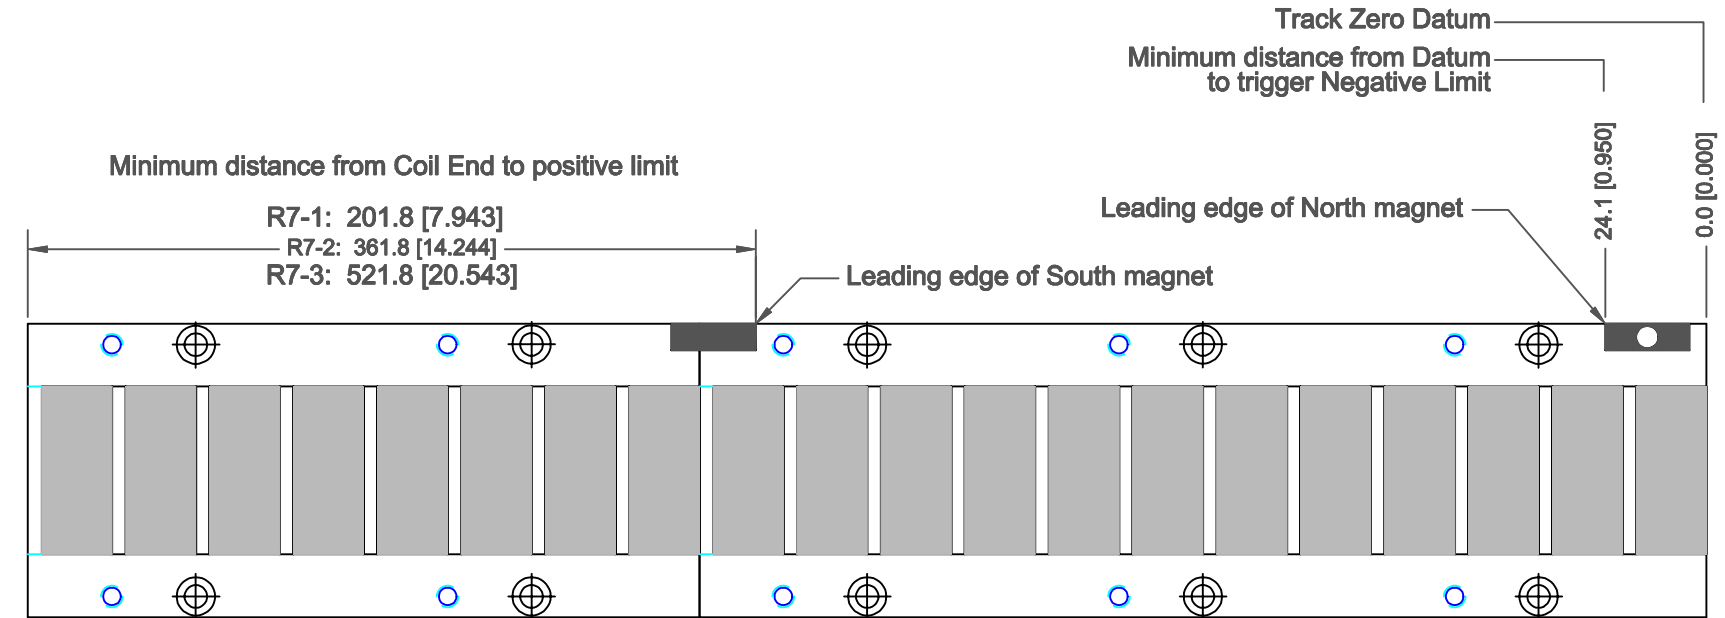 Track Zero Datum
Minimum distance from Datum
to trigger Negative Limit
24.1 [0.950]
0.0 [0.000]
Minimum distance from Coil End to positive limit
R7-1: 201.8 [7.943]
R7-2: 361.8 [14.244]
R7-3: 521.8 [20.543]
Leading edge of North magnet
Leading edge of South magnet